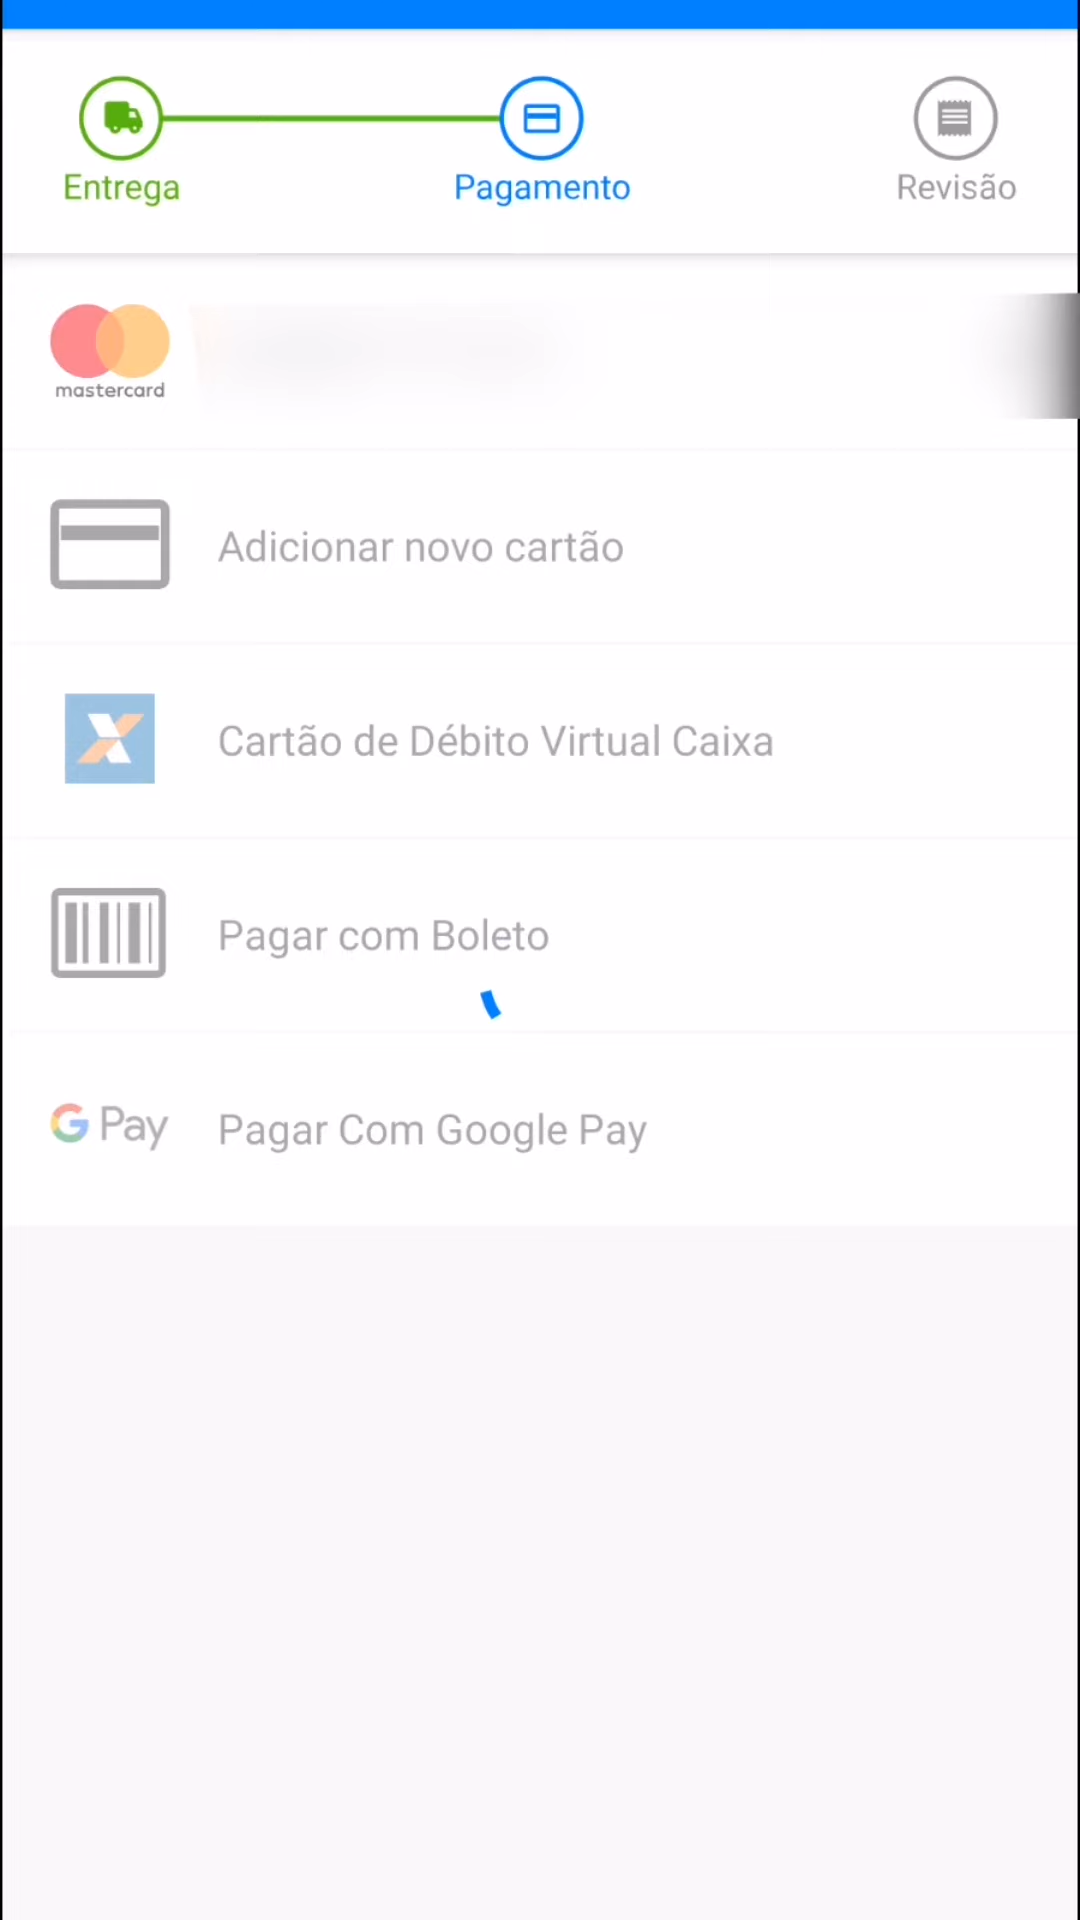 Entrega
Pagamento
Revisão
mastercard
Adicionar novo cartão
Cartão de Débito Virtual Caixa
Pagar com Boleto
G Pay
Pagar Com Google Pay